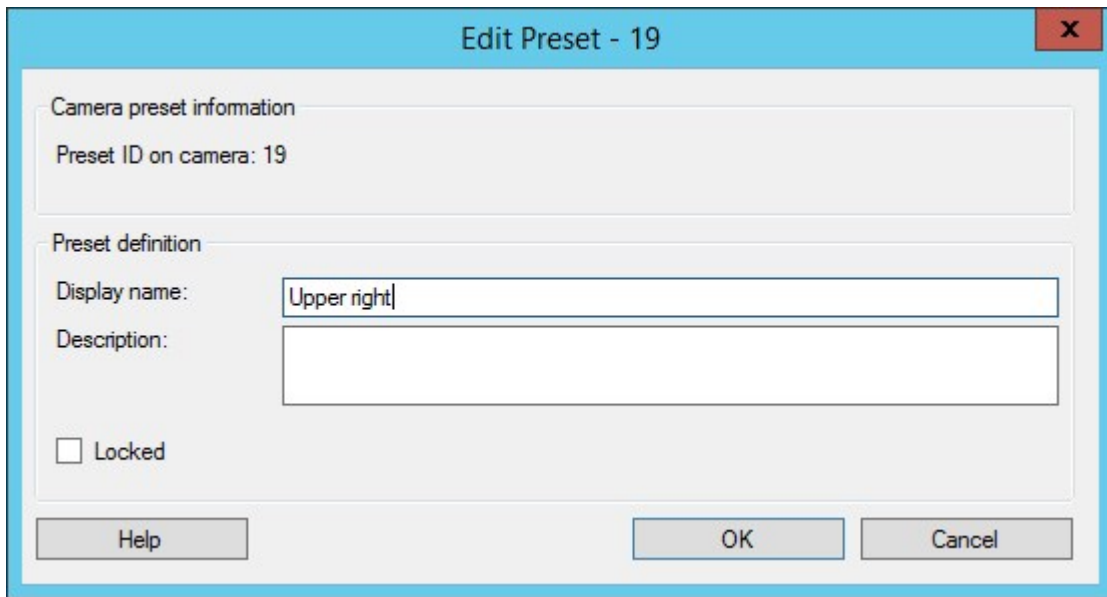 Edit Preset - 19
x
Camera preset information
Preset ID on camera: 19
Preset definition
Display name: Upper right
Description:
Locked
Help OK Cancel